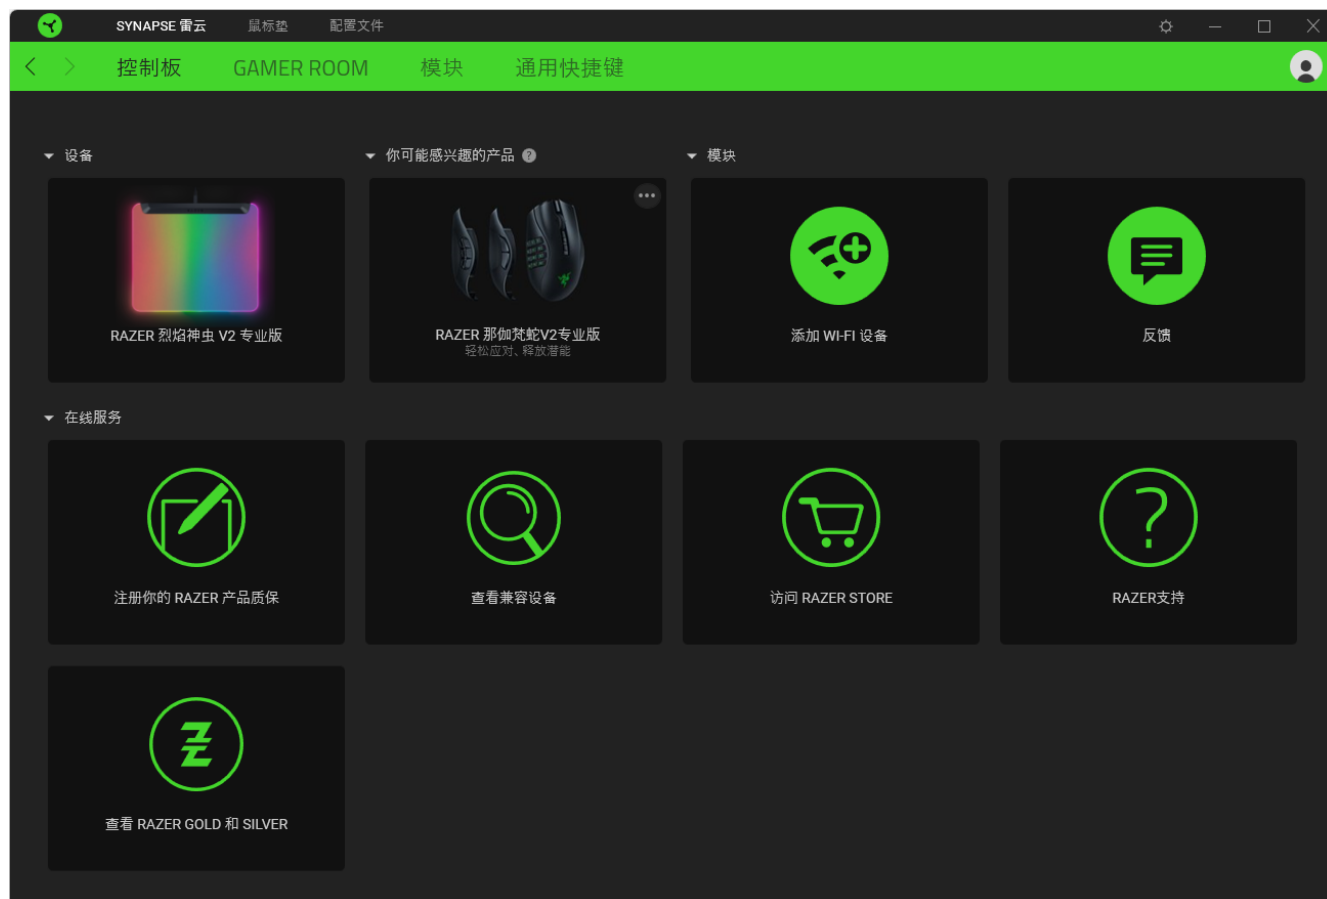 SYNAPSE 雷云 鼠标垫 配置文件
控制板 GAMER ROOM 模块 通用快捷键
设备 你可能感兴趣的产品 ? 模块
RAZER 烈焰神虫 V2 专业版
RAZER 那伽梵蛇V2专业版
轻松应对、释放潜能
添加 WI-FI 设备
反馈
在线服务
注册你的 RAZER 产品质保
查看兼容设备
访问 RAZER STORE
RAZER支持
查看 RAZER GOLD 和 SILVER